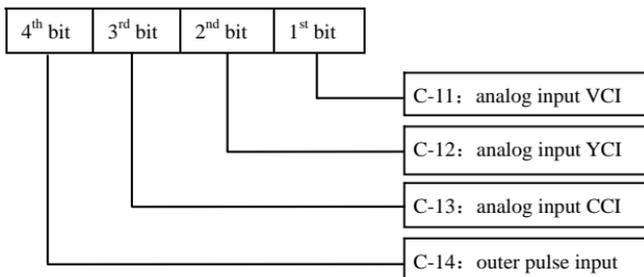 4th bit 3rd bit 2nd bit 1st bit
C-11：analog input VCI
C-12：analog input YCI
C-13：analog input CCI
C-14：outer pulse input